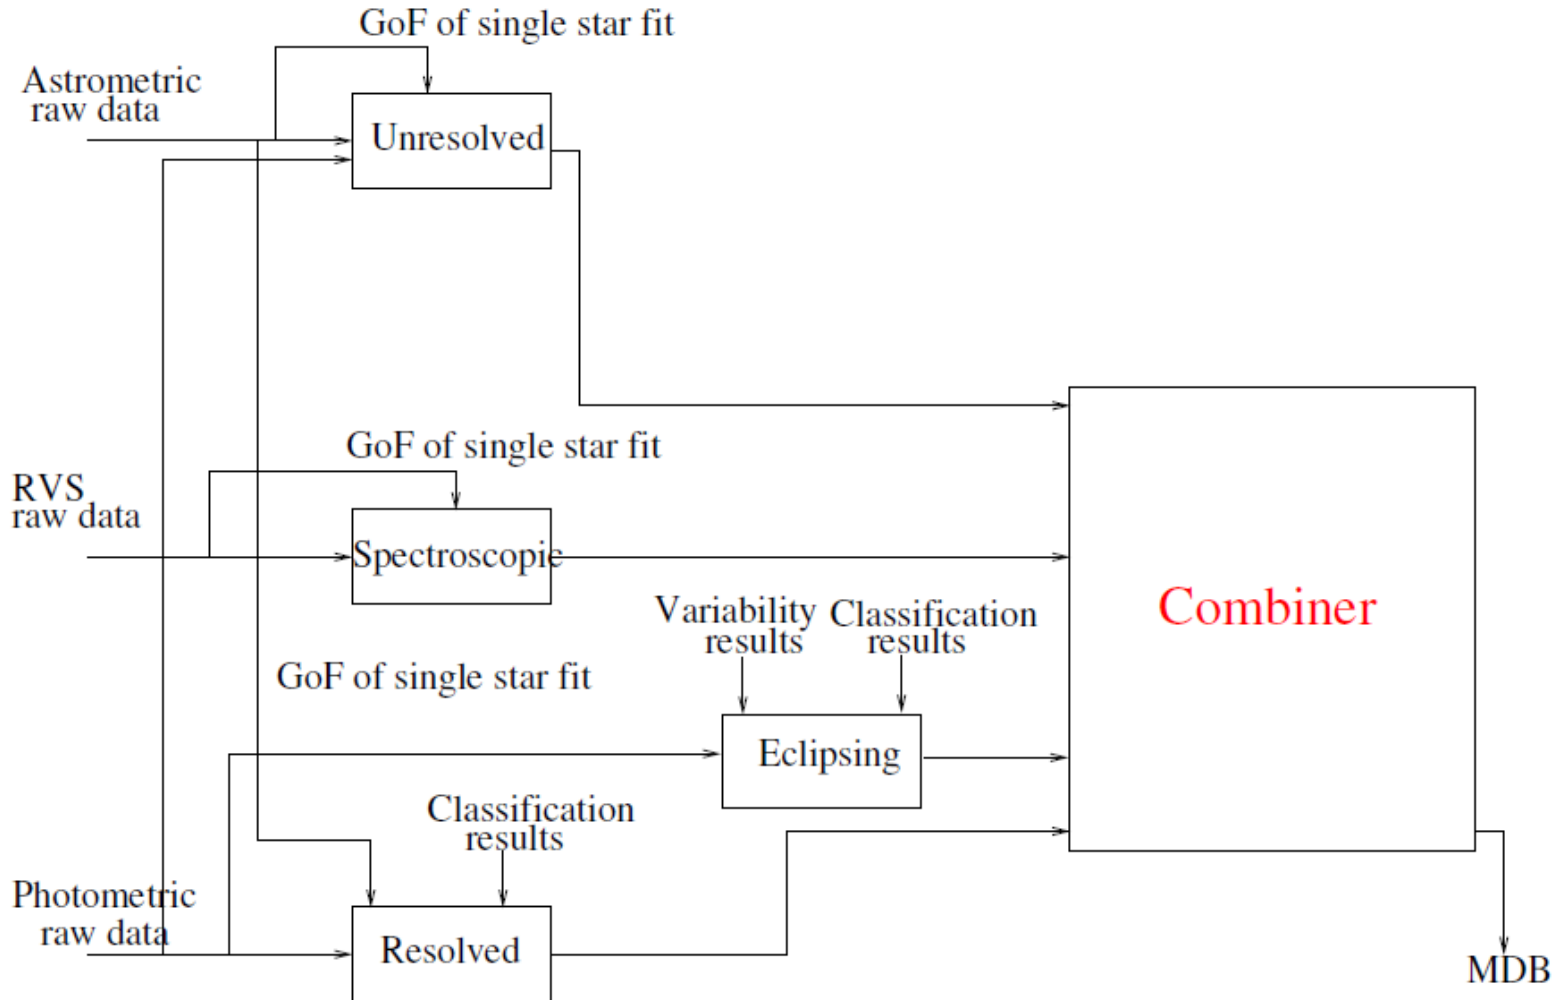 GoF of single star fit
Astrometric
raw data
Unresolved
GoF of single star fit
RVS
raw data
Spectroscopic
Variability
results
Classification
results
Combiner
GoF of single star fit
Eclipsing
Classification
results
Photometric
raw data
Resolved
MDB